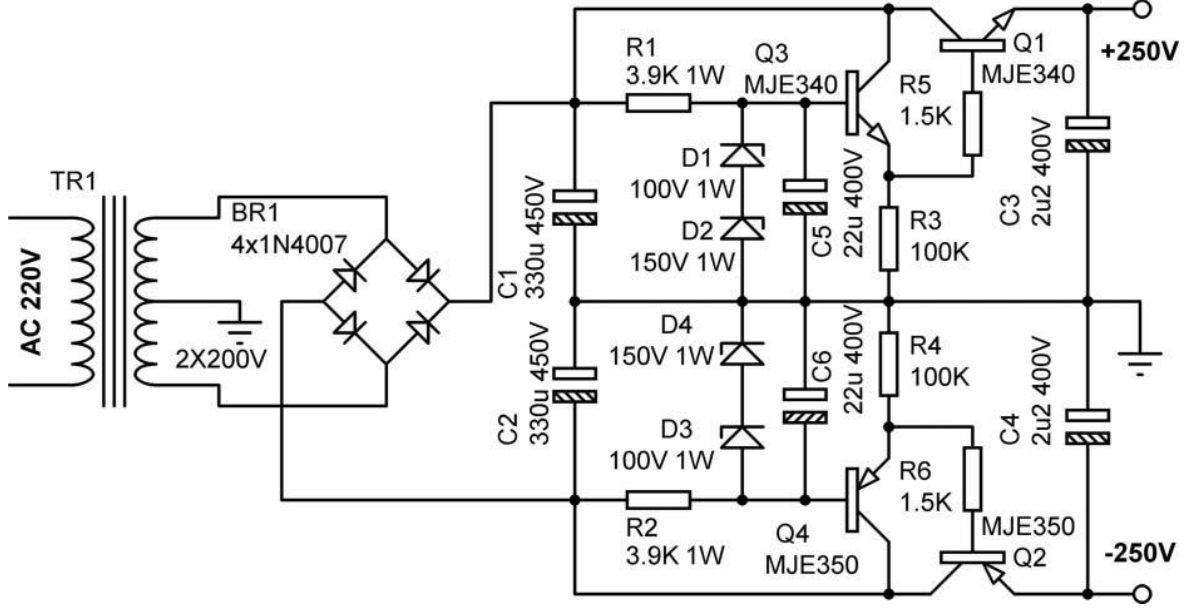 TR1
AC 220V
2X200V
BR1
4x1N4007
C1
330u 450V
C2
330u 450V
R1
3.9K 1W
D1
100V 1W
D2
150V 1W
D4
150V 1W
D3
100V 1W
R2
3.9K 1W
Q3
MJE340
C5
22u 400V
C6
22u 400V
Q4
MJE350
R5
1.5K
R3
100K
R4
100K
R6
1.5K
Q1
MJE340
MJE350
Q2
C3
2u2 400V
C4
2u2 400V
+250V
-250V